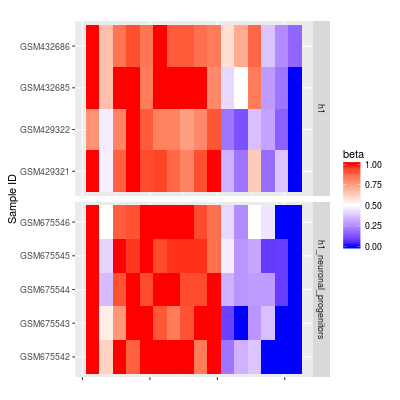 Sample ID
GSM432686
GSM432685
GSM429322
GSM429321
h1
GSM675546
GSM675545
GSM675544
GSM675543
GSM675542
h1_neuronal_progenitors
beta
1.00
0.75
0.50
0.25
0.00